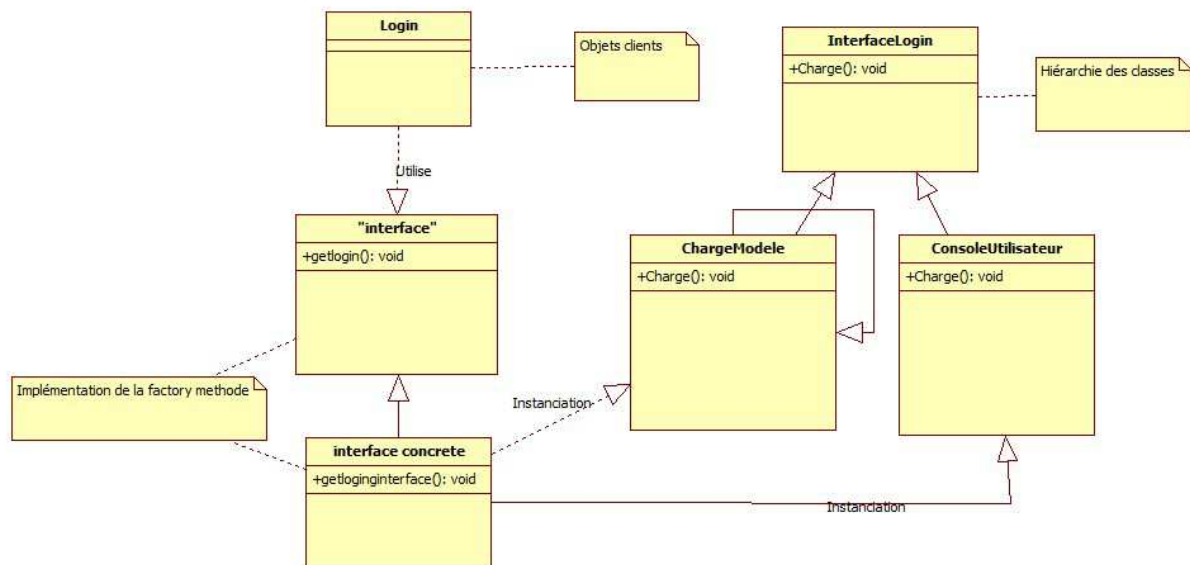 Login
Objets clients
InterfaceLogin
+Charge(): void
Hiérarchie des classes
Utilise
"interface"
+getlogin(): void
ChargeModele
+Charge(): void
ConsoleUtilisateur
+Charge(): void
Implémentation de la factory methode
Instanciation
interface concrete
+getloginginterface(): void
Instanciation